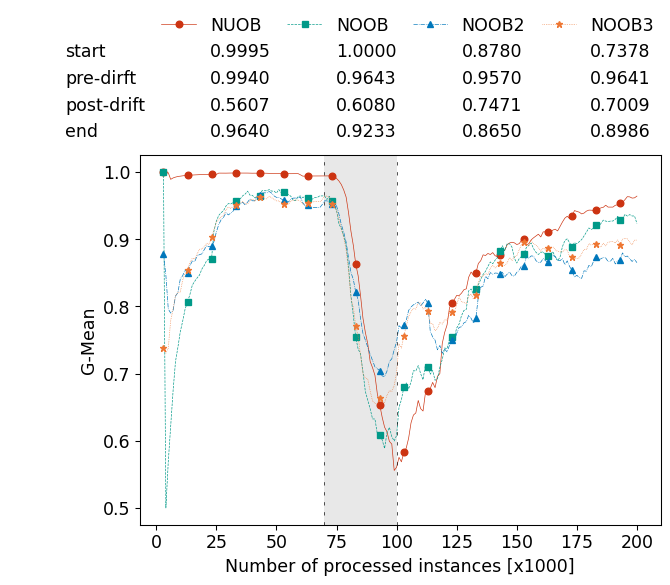 NUOB NOOB NOOB2 NOOB3
start 0.9995 1.0000 0.8780 0.7378
pre-dirft 0.9940 0.9643 0.9570 0.9641
post-drift 0.5607 0.6080 0.7471 0.7009
end 0.9640 0.9233 0.8650 0.8986
1.0
0.9
0.8
0.7
0.6
0.5
G-Mean
0 25 50 75 100 125 150 175 200
Number of processed instances [x1000]